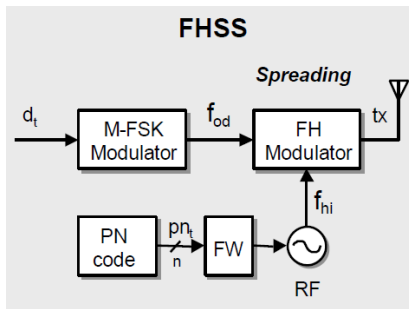 FHSS
Spreading
d_t
M-FSK
Modulator
f_od
FH
Modulator
tx
f_hi
PN
code
pn_t
n
FW
RF